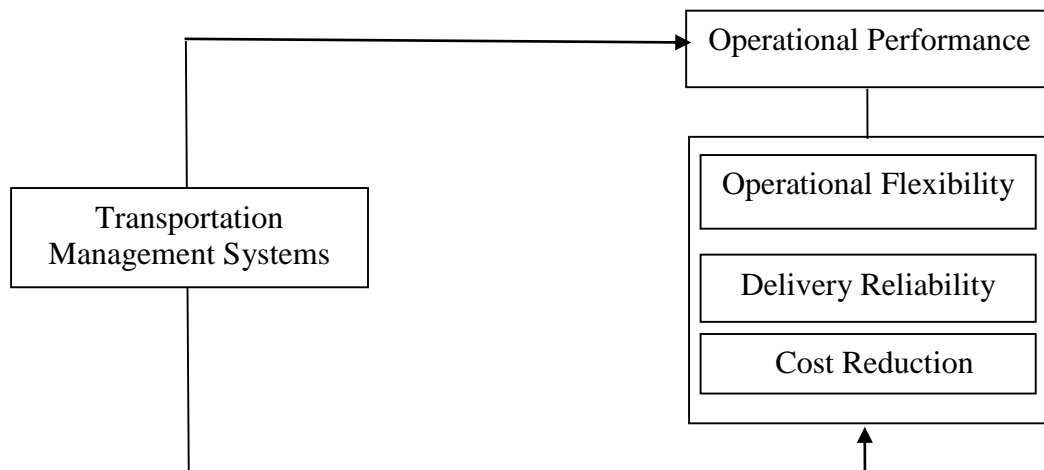 Operational Performance
Operational Flexibility
Transportation
Management Systems
Delivery Reliability
Cost Reduction